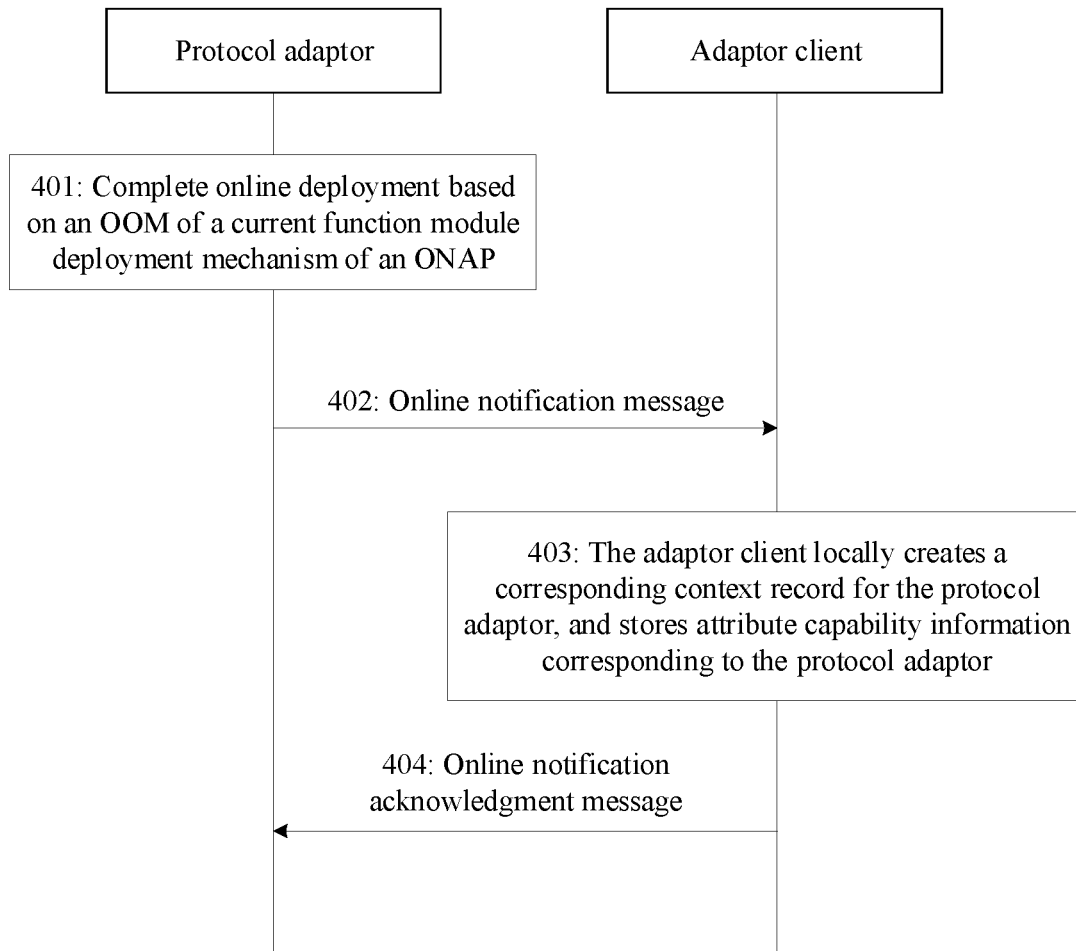 Protocol adaptor
Adaptor client
401: Complete online deployment based
on an OOM of a current function module
deployment mechanism of an ONAP
402: Online notification message
403: The adaptor client locally creates a
corresponding context record for the protocol
adaptor, and stores attribute capability information
corresponding to the protocol adaptor
404: Online notification
acknowledgment message